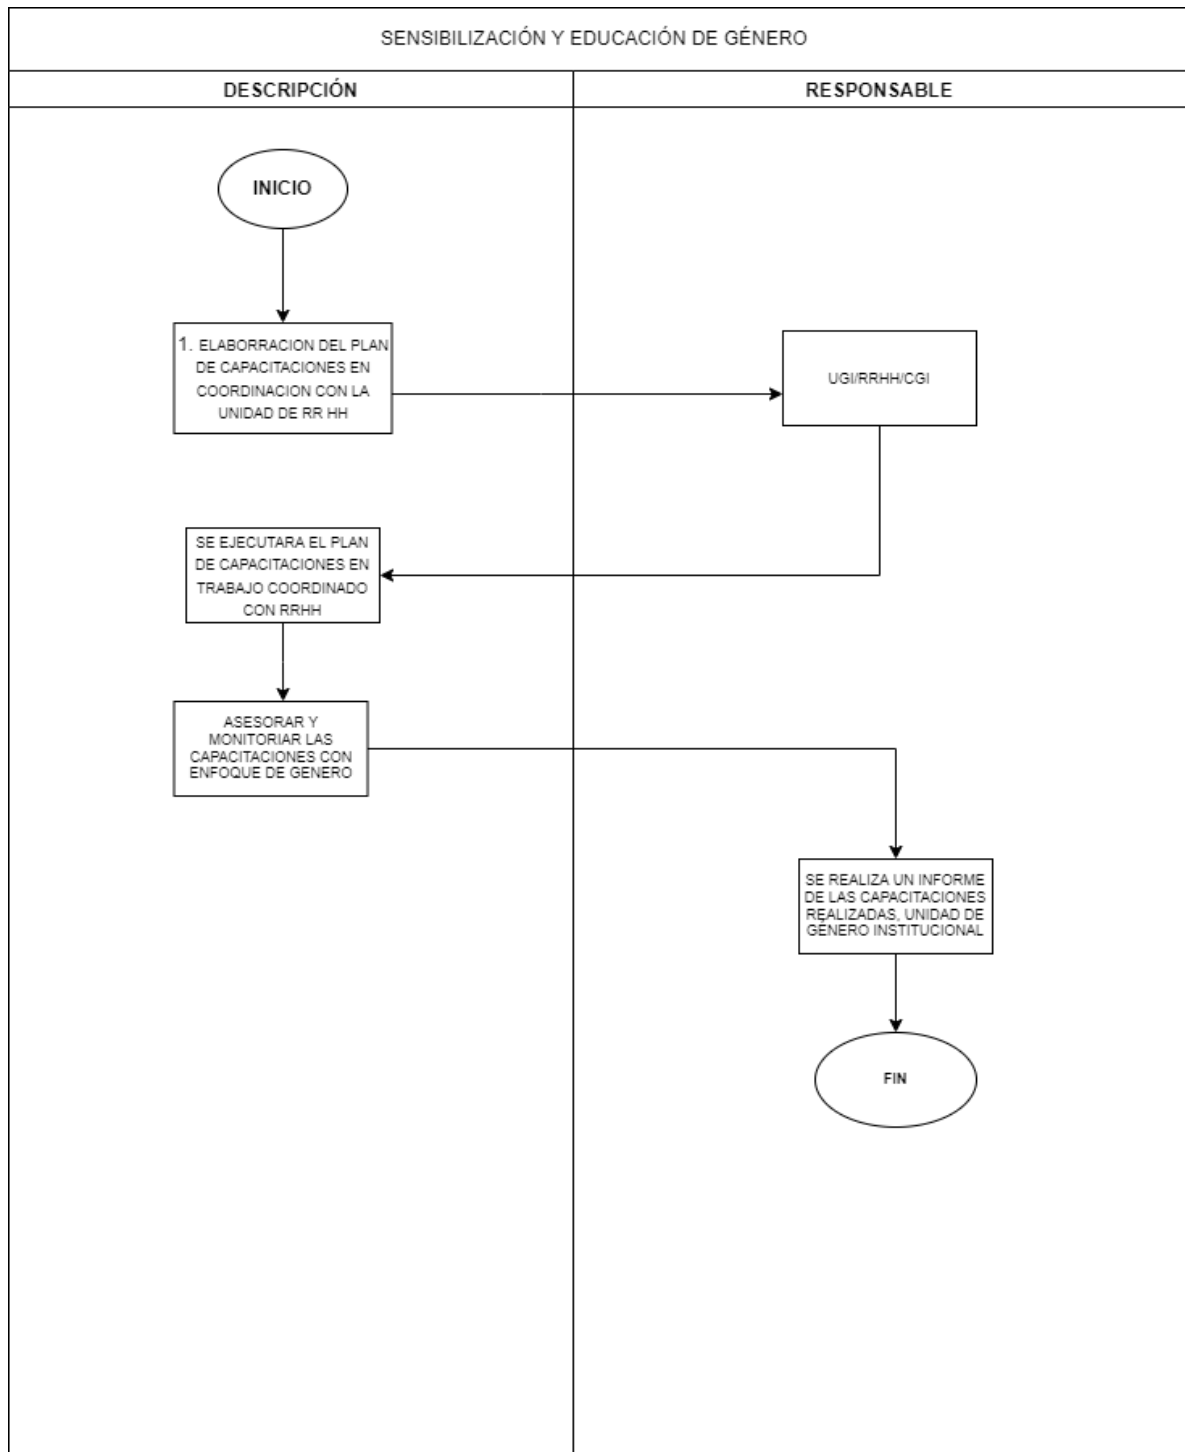 SENSIBILIZACIÓN Y EDUCACIÓN DE GÉNERO
DESCRIPCIÓN
RESPONSABLE
INICIO
1. ELABORRACION DEL PLAN
DE CAPACITACIONES EN
COORDINACION CON LA
UNIDAD DE RR HH
UGI/RRHH/CGI
SE EJECUTARA EL PLAN
DE CAPACITACIONES EN
TRABAJO COORDINADO
CON RRHH
ASESORAR Y
MONITORIAR LAS
CAPACITACIONES CON
ENFOQUE DE GENERO
SE REALIZA UN INFORME
DE LAS CAPACITACIONES
REALIZADAS, UNIDAD DE
GÉNERO INSTITUCIONAL
FIN